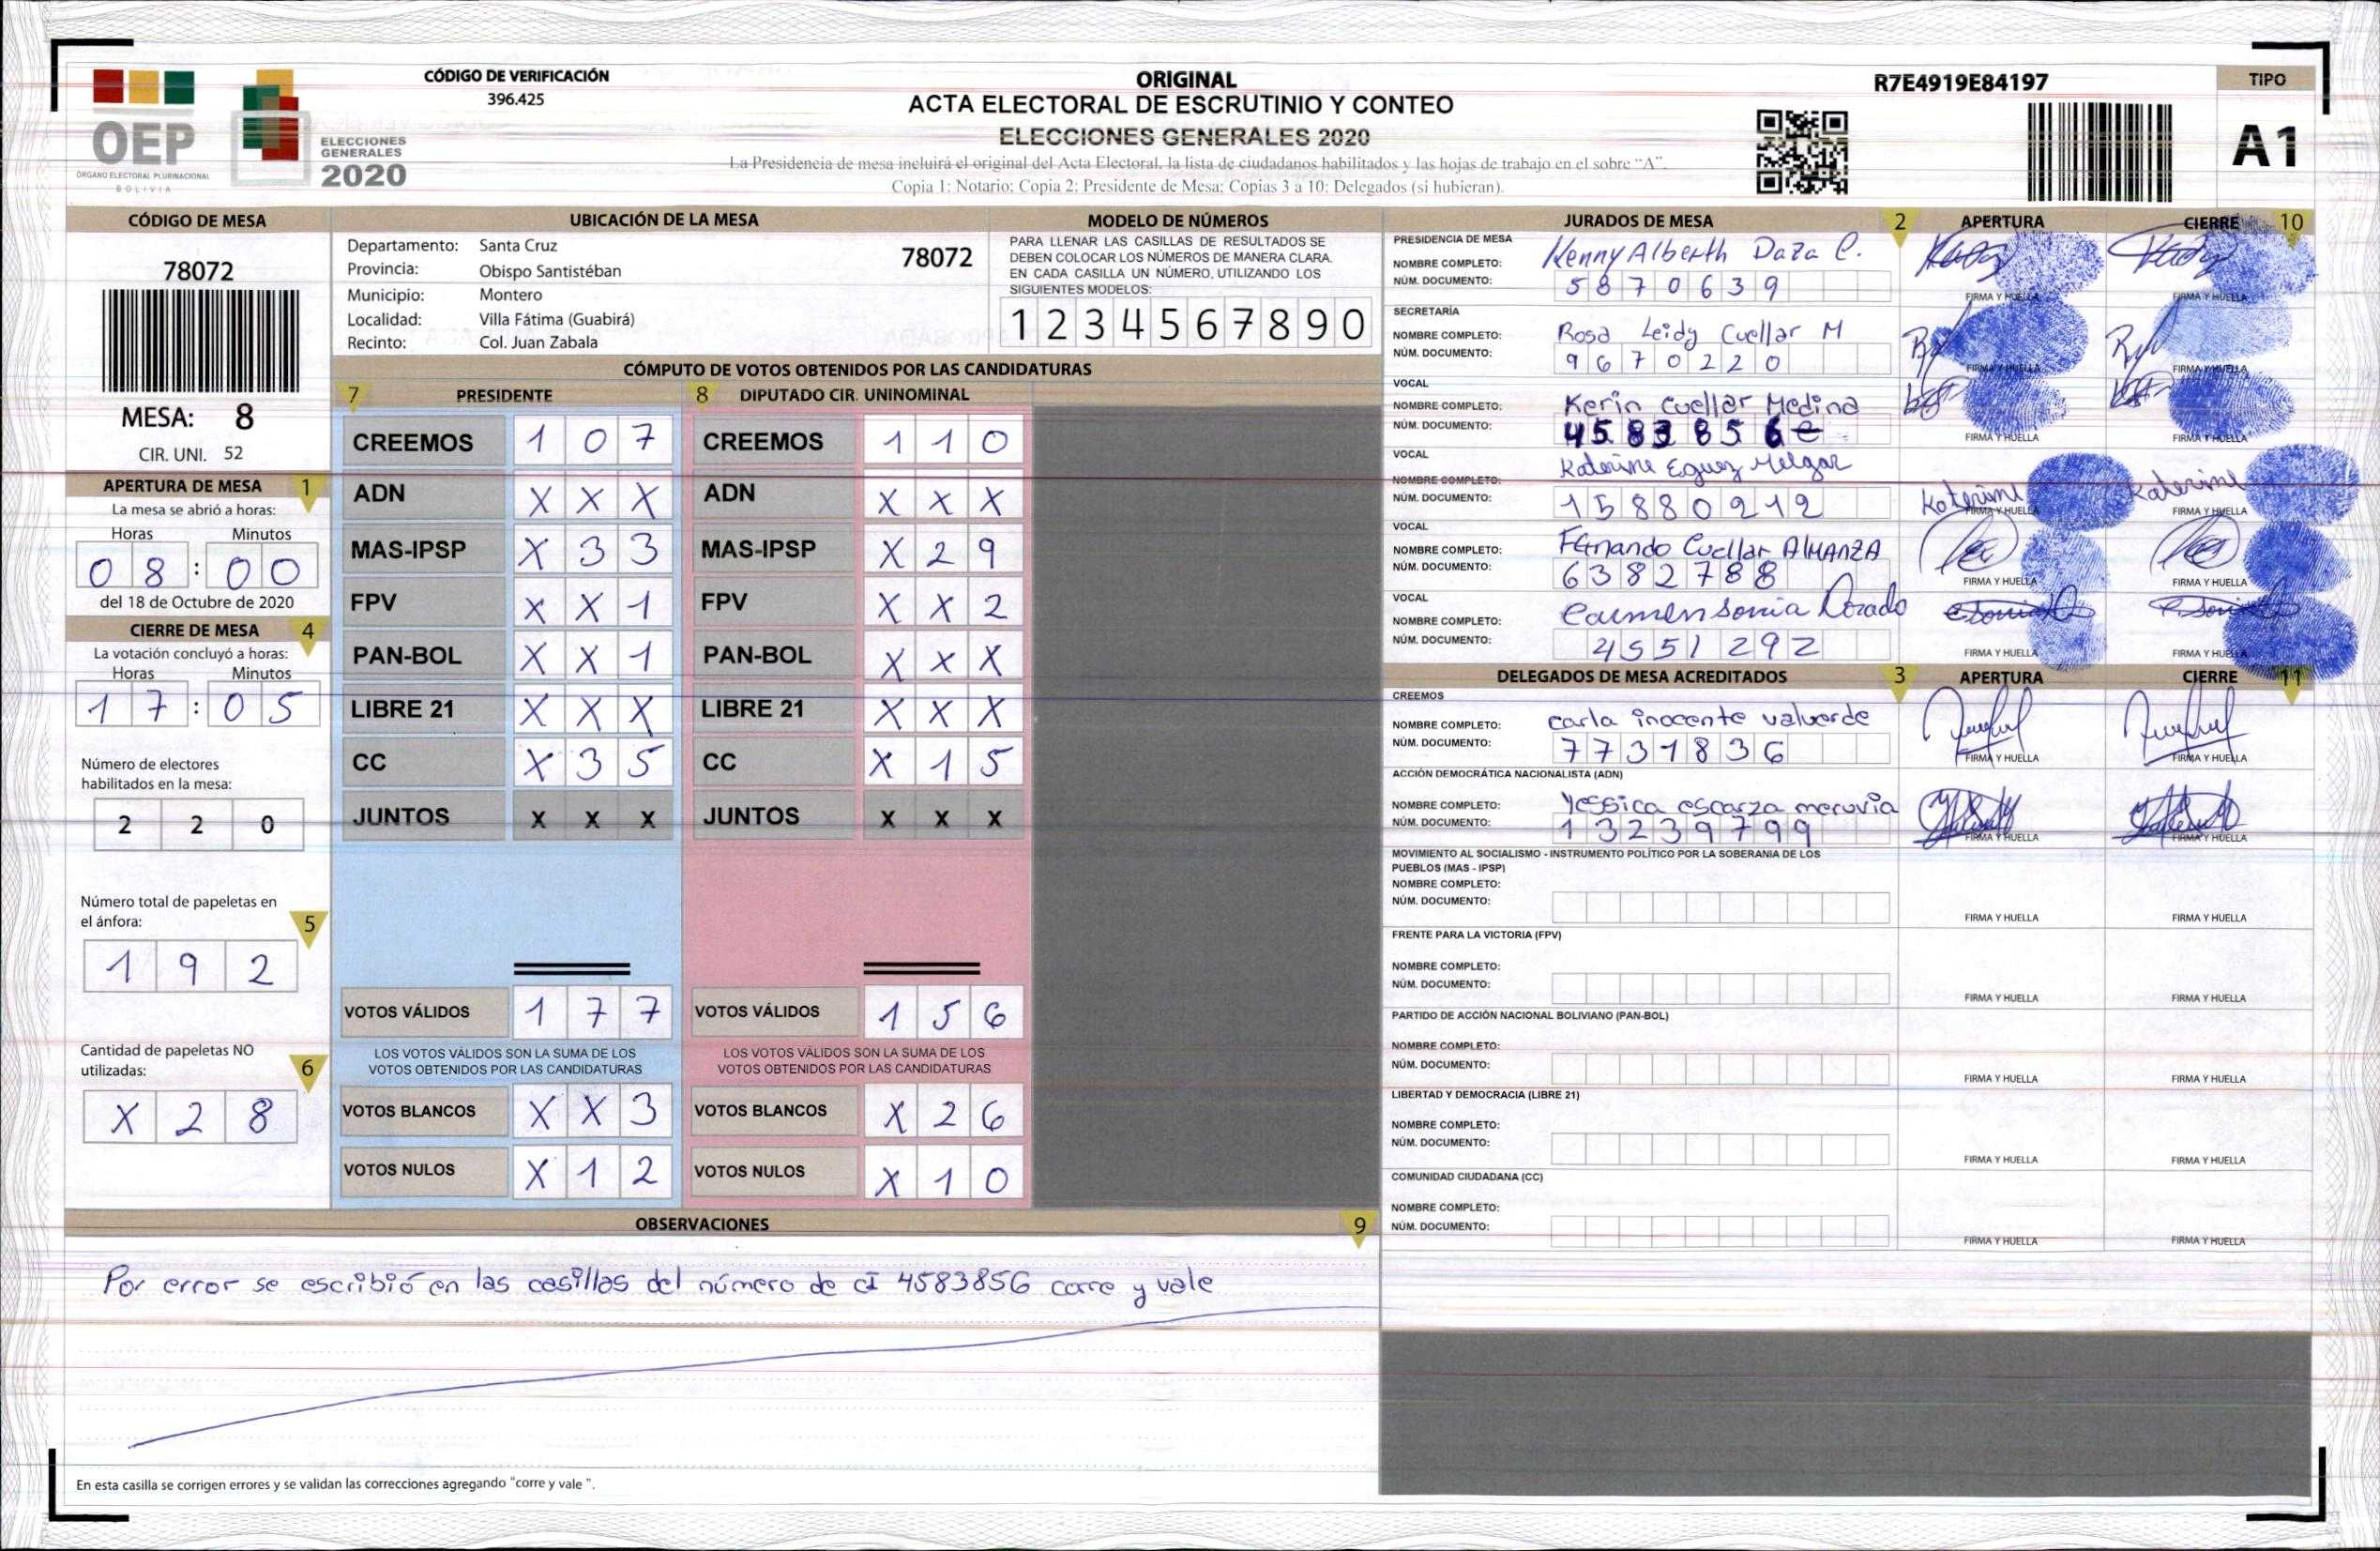 CÓDIGO DE VERIFICACIÓN
396.425
OEP
ÓRGANO ELECTORAL PLURINACIONAL
BOLIVIA
ELECCIONES
GENERALES
2020
ORIGINAL
ACTA ELECTORAL DE ESCRUTINIO Y CONTEO
ELECCIONES GENERALES 2020
La Presidencia de mesa incluirá el original del Acta Electoral, la lista de ciudadanos habilitados y las hojas de trabajo en el sobre "A".
Copia 1: Notario; Copia 2: Presidente de Mesa; Copias 3 a 10: Delegados (si hubieran).
R7E4919E84197
TIPO
A1
CÓDIGO DE MESA
78072
MESA: 8
CIR. UNI. 52
APERTURA DE MESA 1
La mesa se abrió a horas:
Horas Minutos
08:00
del 18 de Octubre de 2020
CIERRE DE MESA 4
La votación concluyó a horas:
Horas Minutos
17:05
Número de electores
habilitados en la mesa:
2 2 0
Número total de papeletas en
el ánfora: 5
1 9 2
Cantidad de papeletas NO
utilizadas: 6
X 2 8
UBICACIÓN DE LA MESA
Departamento: Santa Cruz 78072
Provincia: Obispo Santistéban
Municipio: Montero
Localidad: Villa Fátima (Guabirá)
Recinto: Col. Juan Zabala
MODELO DE NÚMEROS
PARA LLENAR LAS CASILLAS DE RESULTADOS SE
DEBEN COLOCAR LOS NÚMEROS DE MANERA CLARA.
EN CADA CASILLA UN NÚMERO, UTILIZANDO LOS
SIGUIENTES MODELOS:
1 2 3 4 5 6 7 8 9 0
CÓMPUTO DE VOTOS OBTENIDOS POR LAS CANDIDATURAS
7 PRESIDENTE 8 DIPUTADO CIR. UNINOMINAL
CREEMOS 1 0 7 CREEMOS 1 1 0
ADN X X X ADN X X X
MAS-IPSP X 3 3 MAS-IPSP X 2 9
FPV X X 1 FPV X X 2
PAN-BOL X X 1 PAN-BOL X X X
LIBRE 21 X X X LIBRE 21 X X X
CC X 3 5 CC X 1 5
JUNTOS X X X JUNTOS X X X
VOTOS VÁLIDOS 1 7 7 VOTOS VÁLIDOS 1 5 6
LOS VOTOS VÁLIDOS SON LA SUMA DE LOS LOS VOTOS VÁLIDOS SON LA SUMA DE LOS
VOTOS OBTENIDOS POR LAS CANDIDATURAS VOTOS OBTENIDOS POR LAS CANDIDATURAS
VOTOS BLANCOS X X 3 VOTOS BLANCOS X 2 6
VOTOS NULOS X 1 2 VOTOS NULOS X 1 0
OBSERVACIONES 9
Por error se escribió en las casillas del número de CI 4583856 corre y vale
En esta casilla se corrigen errores y se validan las correcciones agregando "corre y vale ".
JURADOS DE MESA 2 APERTURA CIERRE 10
PRESIDENCIA DE MESA
NOMBRE COMPLETO: Kenny Alberth Daza C.
NÚM. DOCUMENTO: 5870639
FIRMA Y HUELLA FIRMA Y HUELLA
SECRETARÍA
NOMBRE COMPLETO: Rosa Leidy Cuellar M
NÚM. DOCUMENTO: 9670220
FIRMA Y HUELLA FIRMA Y HUELLA
VOCAL
NOMBRE COMPLETO: Kerin Cuellar Medina
NÚM. DOCUMENTO: 4583856
FIRMA Y HUELLA FIRMA Y HUELLA
VOCAL
NOMBRE COMPLETO: Katerine Eguez Melgar
NÚM. DOCUMENTO: 15880212
Katerine Katerine
FIRMA Y HUELLA FIRMA Y HUELLA
VOCAL
NOMBRE COMPLETO: Fernando Cuellar AlMANZA
NÚM. DOCUMENTO: 6382788
FIRMA Y HUELLA FIRMA Y HUELLA
VOCAL
NOMBRE COMPLETO: Carmen Sonia Dorado
NÚM. DOCUMENTO: 4551292
FIRMA Y HUELLA FIRMA Y HUELLA
DELEGADOS DE MESA ACREDITADOS 3 APERTURA CIERRE 11
CREEMOS
NOMBRE COMPLETO: carla inocente valverde
NÚM. DOCUMENTO: 7731836
FIRMA Y HUELLA FIRMA Y HUELLA
ACCIÓN DEMOCRÁTICA NACIONALISTA (ADN)
NOMBRE COMPLETO: Yessica escarza meruvia
NÚM. DOCUMENTO: 13239799
FIRMA Y HUELLA FIRMA Y HUELLA
MOVIMIENTO AL SOCIALISMO - INSTRUMENTO POLÍTICO POR LA SOBERANIA DE LOS
PUEBLOS (MAS - IPSP)
NOMBRE COMPLETO:
NÚM. DOCUMENTO:
FIRMA Y HUELLA FIRMA Y HUELLA
FRENTE PARA LA VICTORIA (FPV)
NOMBRE COMPLETO:
NÚM. DOCUMENTO:
FIRMA Y HUELLA FIRMA Y HUELLA
PARTIDO DE ACCIÓN NACIONAL BOLIVIANO (PAN-BOL)
NOMBRE COMPLETO:
NÚM. DOCUMENTO:
FIRMA Y HUELLA FIRMA Y HUELLA
LIBERTAD Y DEMOCRACIA (LIBRE 21)
NOMBRE COMPLETO:
NÚM. DOCUMENTO:
FIRMA Y HUELLA FIRMA Y HUELLA
COMUNIDAD CIUDADANA (CC)
NOMBRE COMPLETO:
NÚM. DOCUMENTO:
FIRMA Y HUELLA FIRMA Y HUELLA